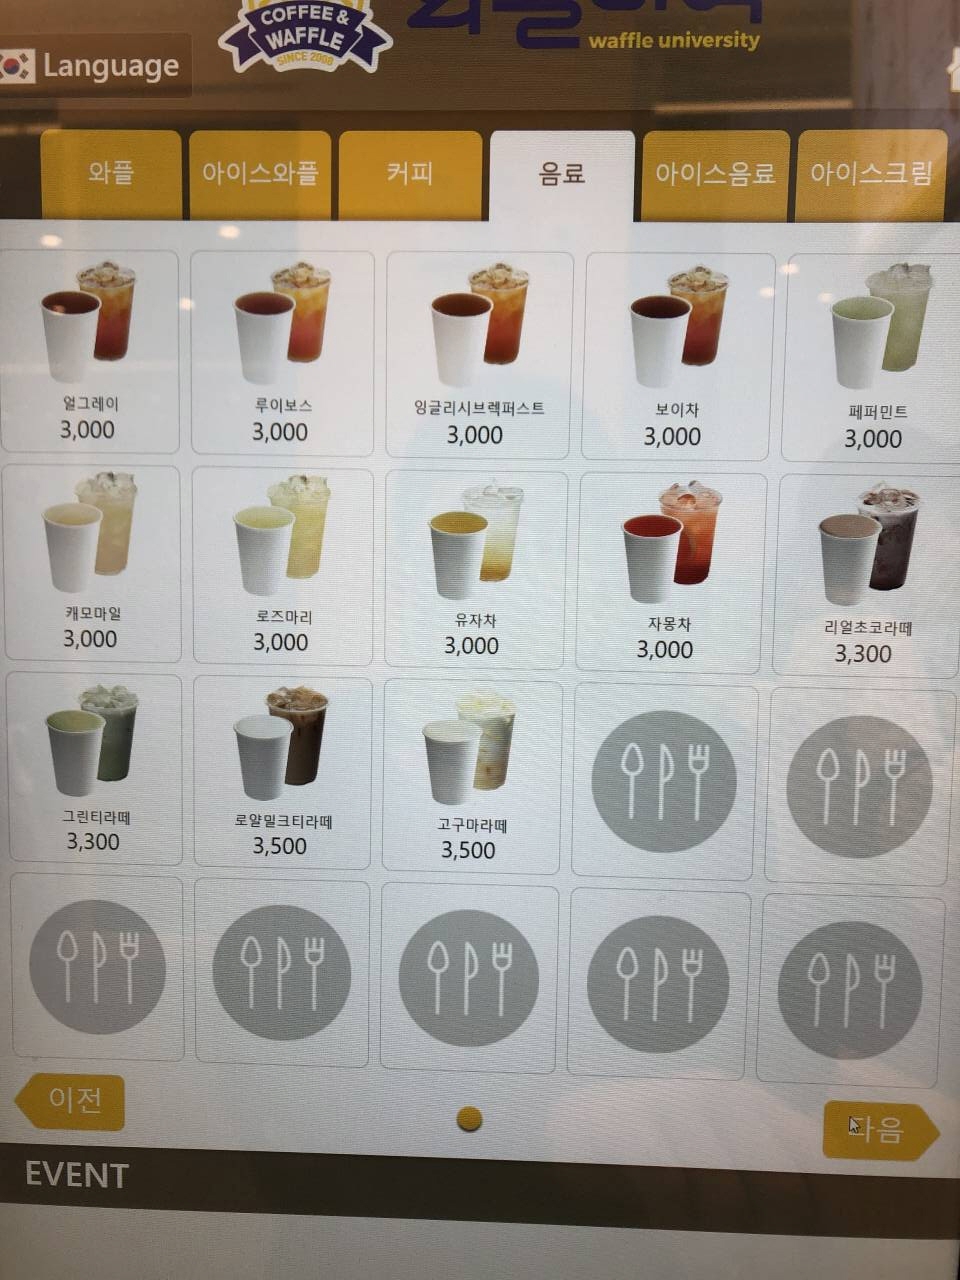 COFFEE &
WAFFLE
SINCE 2008
waffle university
Language
와플
아이스와플
커피
음료
아이스음료
아이스크림
얼그레이
3,000
루이보스
3,000
잉글리시브렉퍼스트
3,000
보이차
3,000
페퍼민트
3,000
캐모마일
3,000
로즈마리
3,000
유자차
3,000
자몽차
3,000
리얼초코라떼
3,300
그린티라떼
3,300
로얄밀크티라떼
3,500
고구마라떼
3,500
이전
다음
EVENT